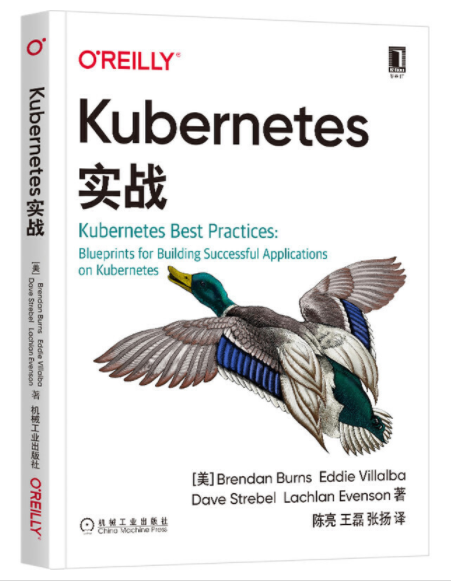 O'REILLY®
Kubernetes
实战
Kubernetes Best Practices:
Blueprints for Building Successful Applications
on Kubernetes
[美] Brendan Burns Eddie Villalba
Dave Strebel Lachlan Evenson 著
陈亮 王磊 张扬 译
机械工业出版社
China Machine Press
Kubernetes实战
[美] Brendan Burns Eddie Villalba
Dave Strebel Lachlan Evenson 著
机械工业出版社
O'REILLY